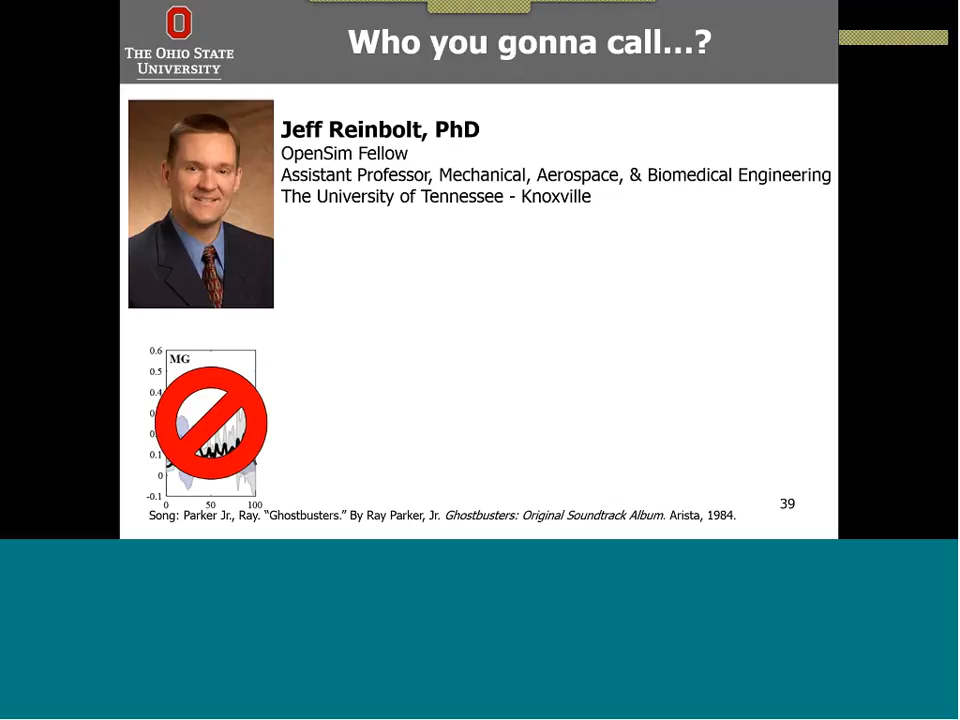 THE OHIO STATE
UNIVERSITY
Who you gonna call...?
Jeff Reinbolt, PhD
OpenSim Fellow
Assistant Professor, Mechanical, Aerospace, & Biomedical Engineering
The University of Tennessee - Knoxville
0.6
MG
0.5
0.4
0.1
0
-0.1
0 50 100
39
Song: Parker Jr., Ray. “Ghostbusters.” By Ray Parker, Jr. Ghostbusters: Original Soundtrack Album. Arista, 1984.